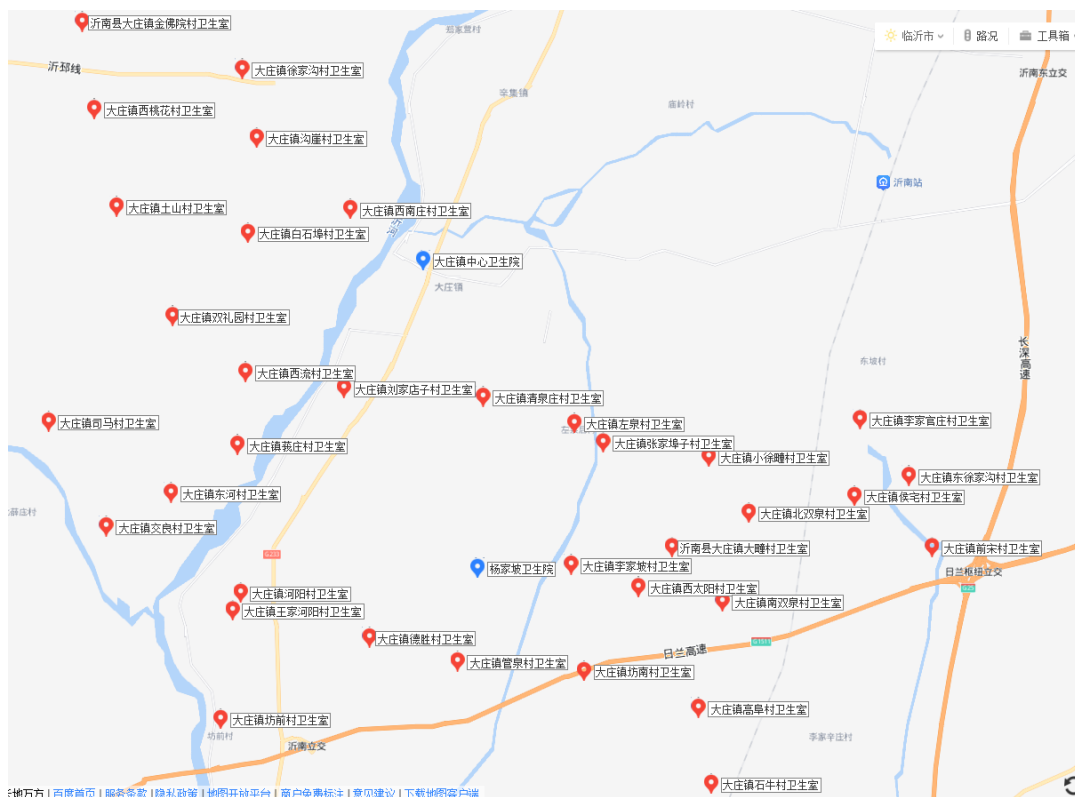 沂南县大庄镇金佛院村卫生室
郑家营村
临沂市
路况
工具箱
沂邳线
大庄镇徐家沟村卫生室
沂南东立交
辛集镇
大庄镇西桃花村卫生室
庙岭村
大庄镇沟崖村卫生室
沂南站
大庄镇土山村卫生室
大庄镇西南庄村卫生室
大庄镇白石埠村卫生室
大庄镇中心卫生院
大庄镇
大庄镇双礼园村卫生室
长深高速
东坡村
大庄镇西流村卫生室
大庄镇刘家店子村卫生室
大庄镇清泉庄村卫生室
大庄镇司马村卫生室
大庄镇左泉村卫生室
大庄镇李家官庄村卫生室
大庄镇莪庄村卫生室
大庄镇张家埠子村卫生室
大庄镇小徐疃村卫生室
大庄镇东徐家沟村卫生室
大庄镇东河村卫生室
大庄镇侯宅村卫生室
薛庄村
大庄镇北双泉村卫生室
大庄镇交良村卫生室
沂南县大庄镇大疃村卫生室
大庄镇前宋村卫生室
G233
杨家坡卫生院
大庄镇李家坡村卫生室
日兰枢纽立交
大庄镇西太阳村卫生室
G25
大庄镇河阳村卫生室
大庄镇南双泉村卫生室
大庄镇王家河阳村卫生室
大庄镇德胜村卫生室
日兰高速
G1511
大庄镇管泉村卫生室
大庄镇坊南村卫生室
大庄镇高阜村卫生室
大庄镇坊前村卫生室
坊前村
李家辛庄村
沂南立交
大庄镇石牛村卫生室
长地万方 | 百度首页 | 服务条款 | 隐私政策 | 地图开放平台 | 商户免费标注 | 意见建议 | 下载地图客户端